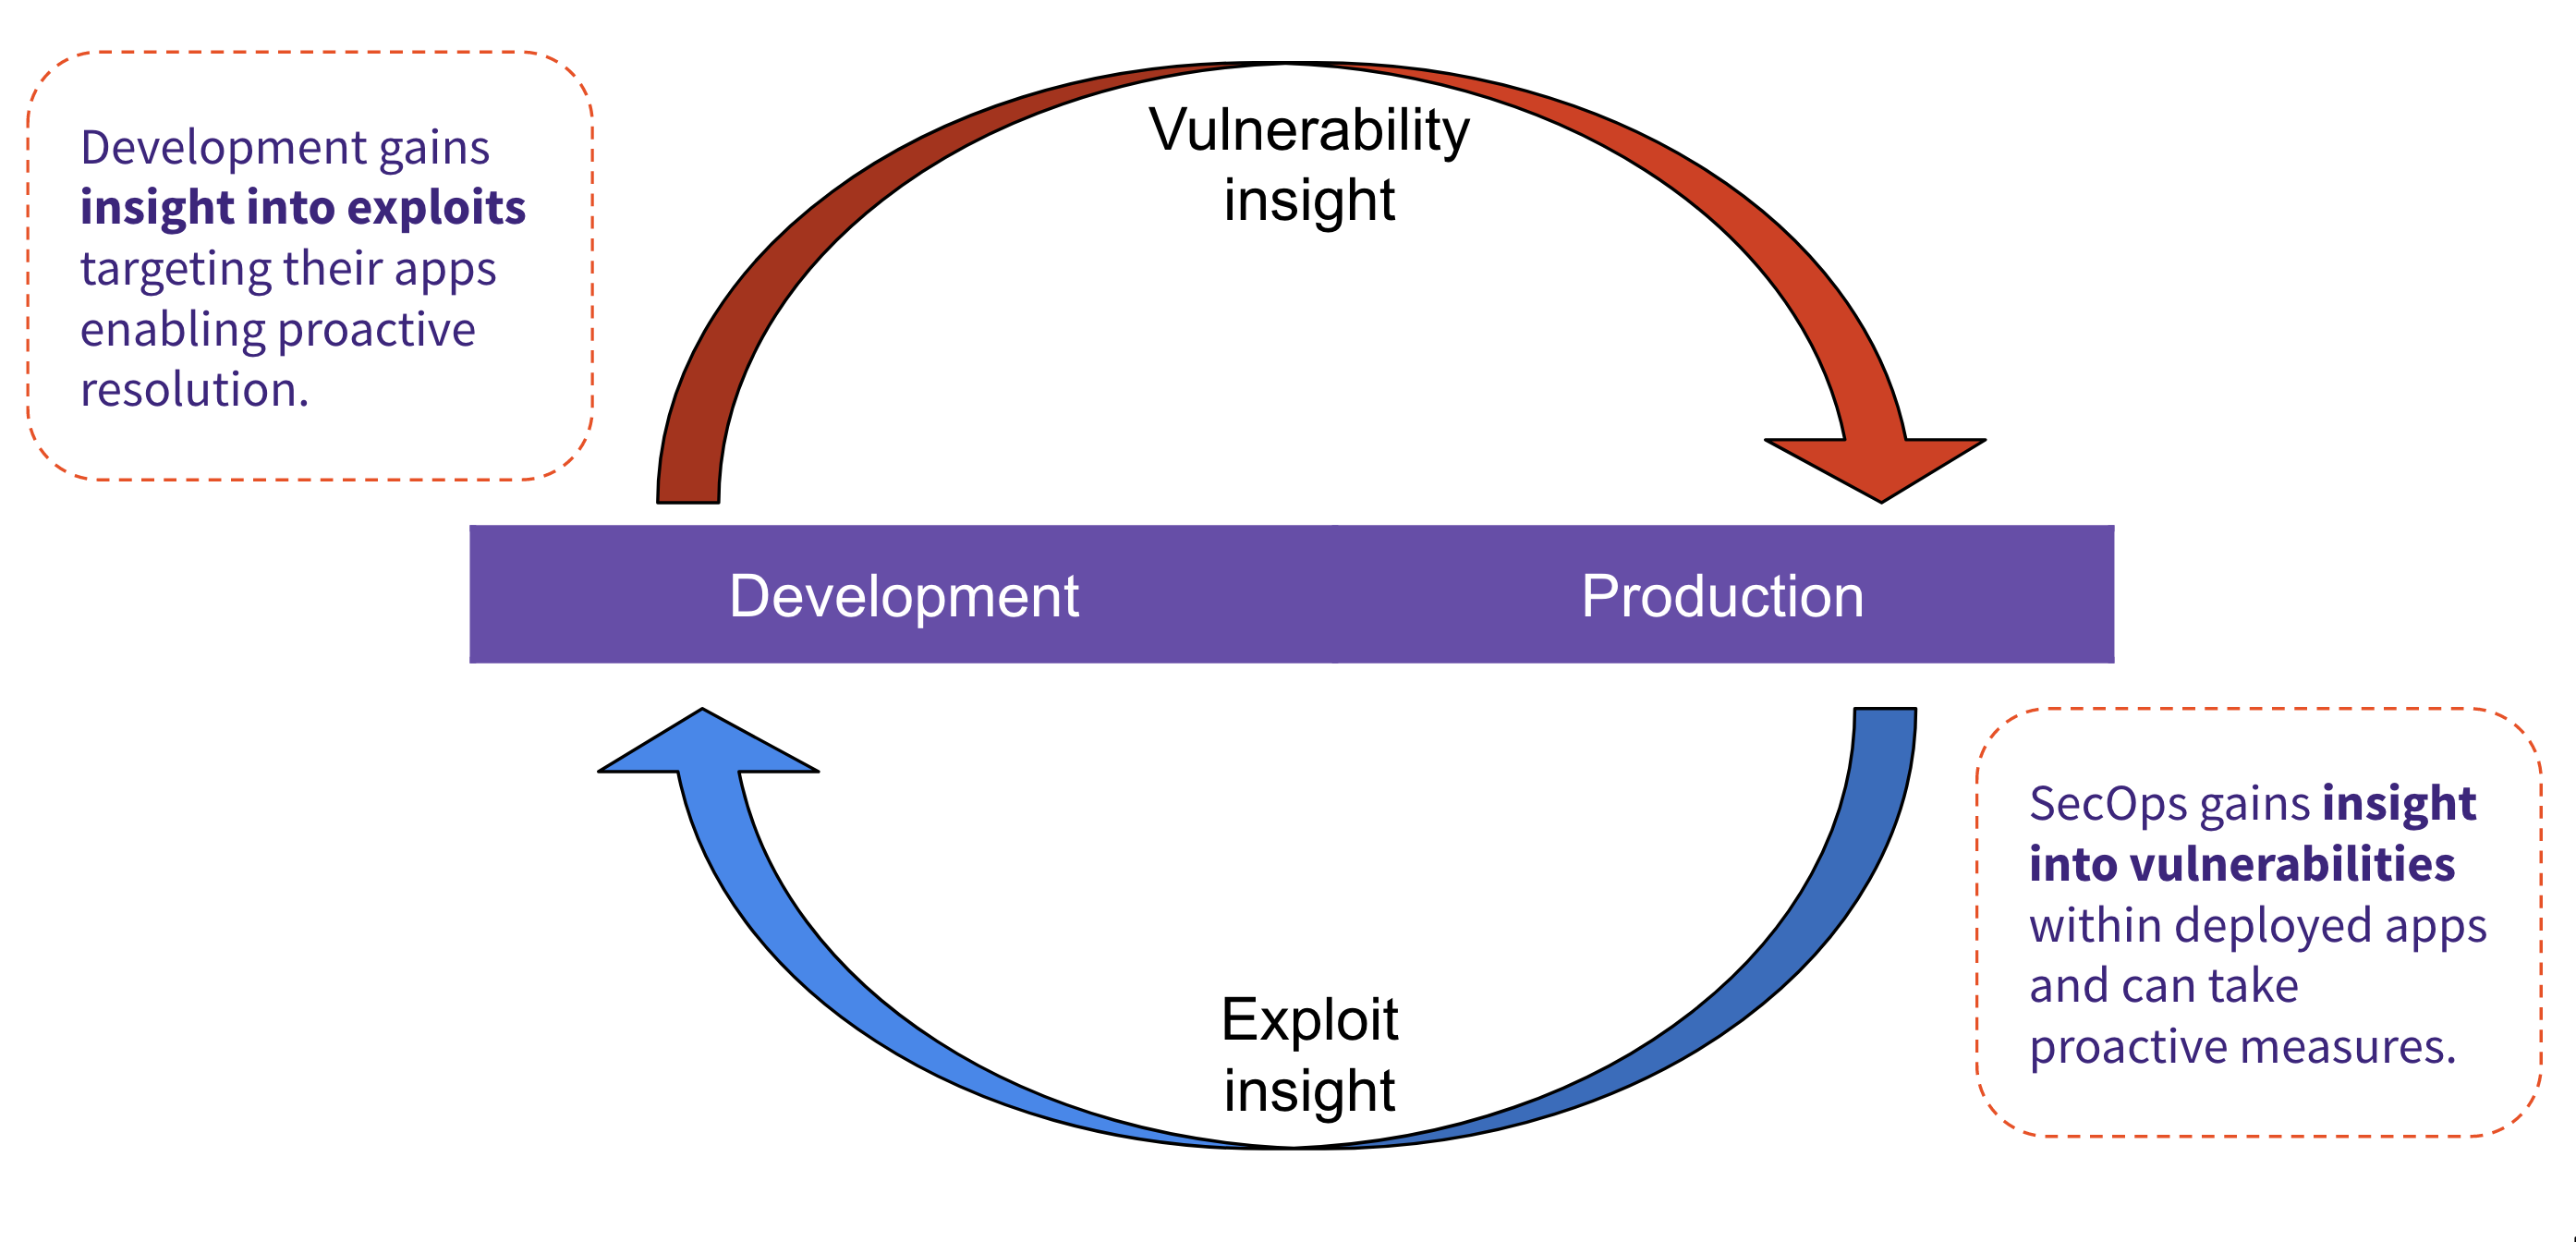 Development gains
insight into exploits
targeting their apps
enabling proactive
resolution.
Vulnerability
insight
Development
Production
Exploit
insight
SecOps gains insight
into vulnerabilities
within deployed apps
and can take
proactive measures.